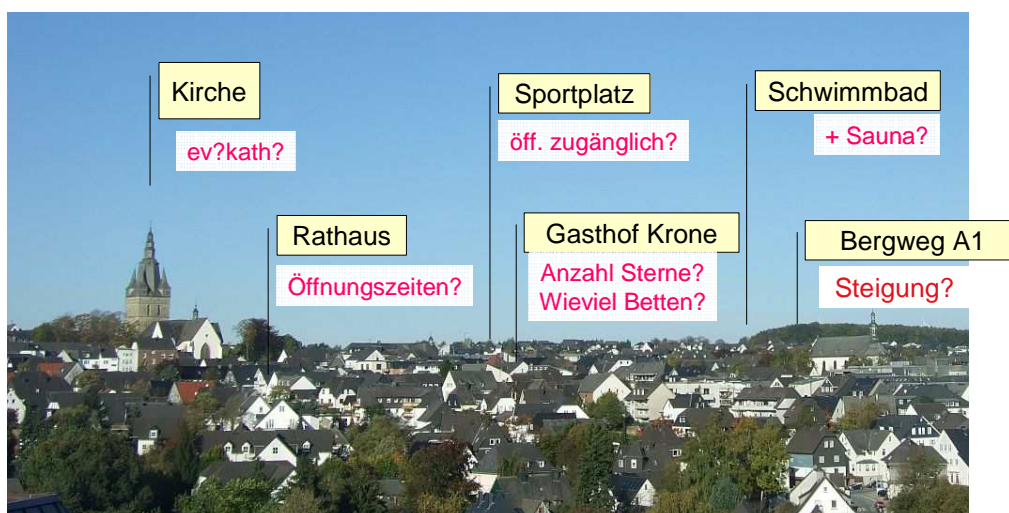 Kirche
ev?kath?
Sportplatz
öff. zugänglich?
Schwimmbad
+ Sauna?
Rathaus
Öffnungszeiten?
Gasthof Krone
Anzahl Sterne?
Wieviel Betten?
Bergweg A1
Steigung?